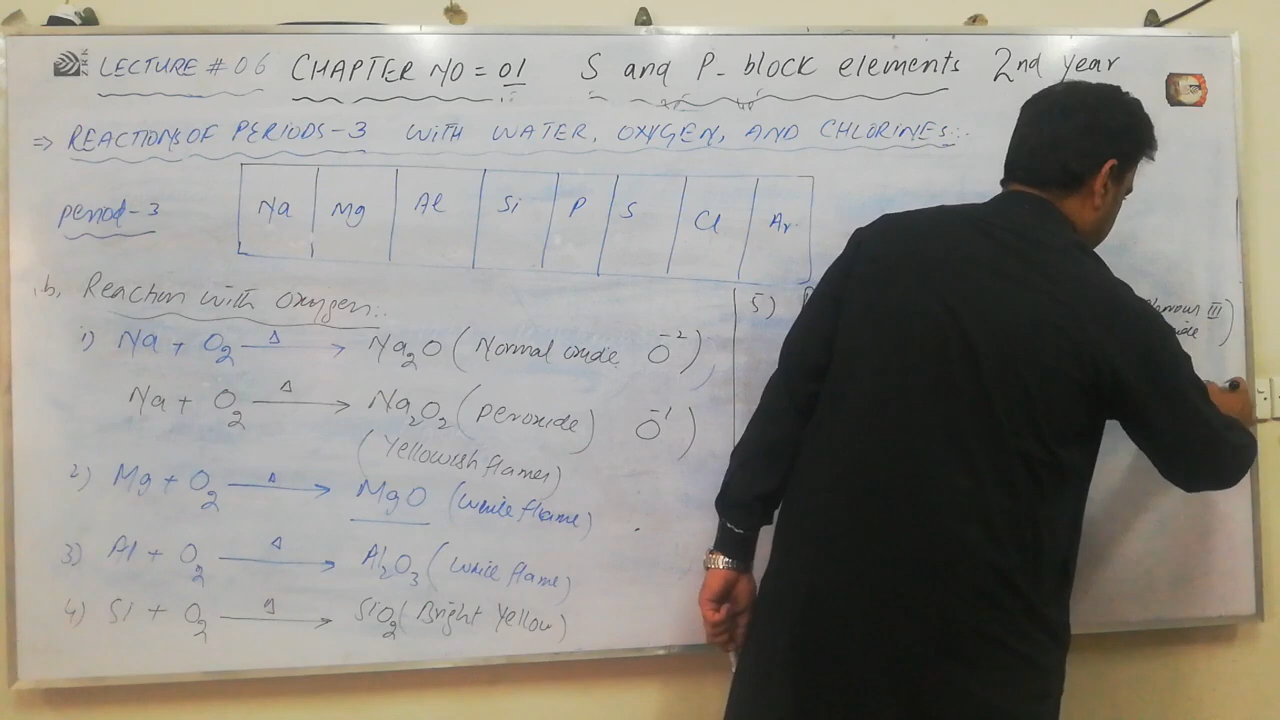 LECTURE # 06 CHAPTER NO = 01 S and P-block elements 2nd year
⇒ REACTIONS OF PERIODS-3 WITH WATER, OXYGEN, AND CHLORINES..
period-3 Na Mg Al Si P S Cl Ar
b, Reaction with oxygen:.
1) Na + O2 —Δ→ Na2O (Normal oxide O⁻²),
Na + O2 —Δ→ Na2O2 (peroxide) O⁻¹)
(Yellowish flames)
2) Mg + O2 —Δ→ MgO (white flame)
3) Al + O2 —Δ→ Al2O3 (white flame)
4) Si + O2 —Δ→ SiO2 (Bright Yellow)
5)
III
)